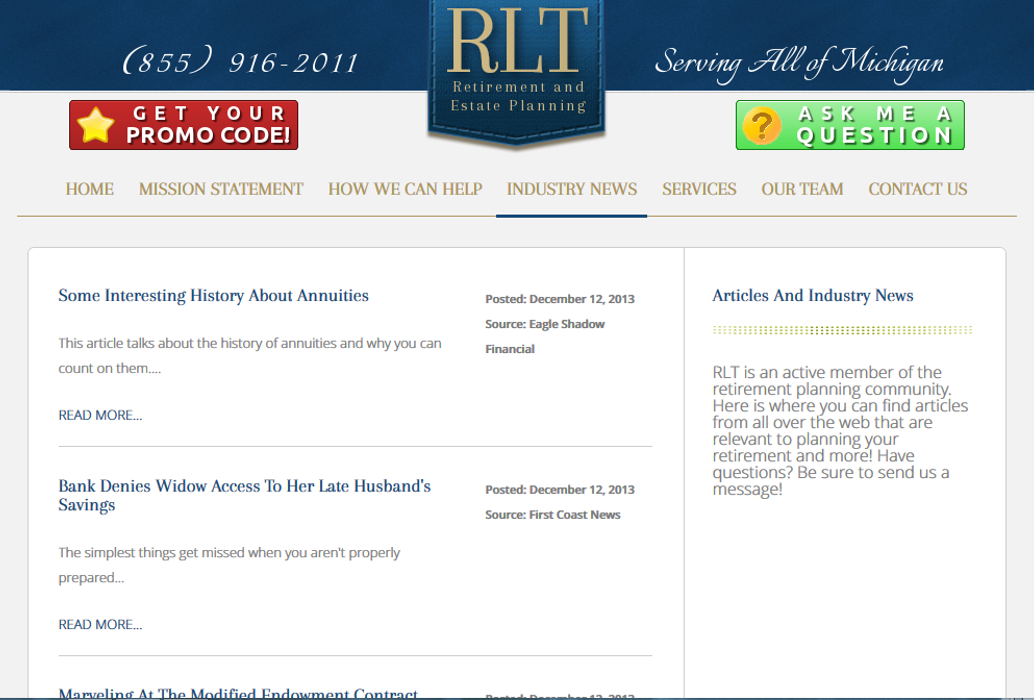 (855) 916-2011
RLT
Retirement and
Estate Planning
Serving All of Michigan
GET YOUR
PROMO CODE!
ASK ME A
QUESTION
HOME MISSION STATEMENT HOW WE CAN HELP INDUSTRY NEWS SERVICES OUR TEAM CONTACT US
Some Interesting History About Annuities
This article talks about the history of annuities and why you can
count on them....
READ MORE...
Posted: December 12, 2013
Source: Eagle Shadow
Financial
Bank Denies Widow Access To Her Late Husband's
Savings
The simplest things get missed when you aren't properly
prepared...
READ MORE...
Posted: December 12, 2013
Source: First Coast News
Marveling At The Modified Endowment Contract
Posted: December 12, 2013
Articles And Industry News
RLT is an active member of the
retirement planning community.
Here is where you can find articles
from all over the web that are
relevant to planning your
retirement and more! Have
questions? Be sure to send us a
message!